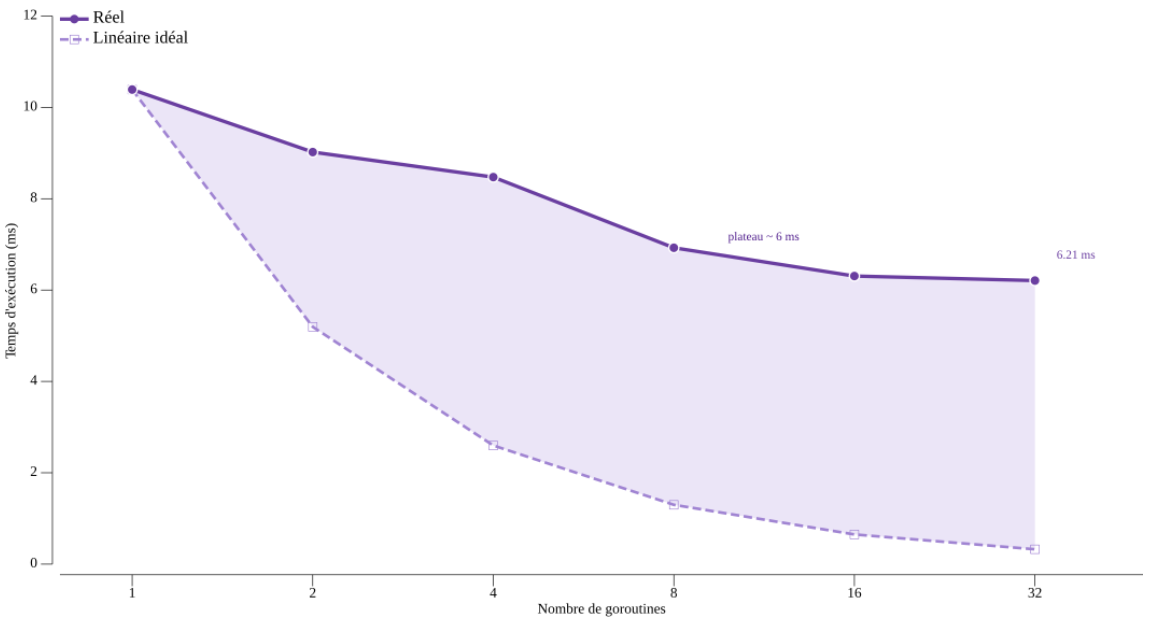 Réel
Linéaire idéal
12
10
8
6
4
2
0
Temps d'exécution (ms)
plateau ~ 6 ms
6.21 ms
1 2 4 8 16 32
Nombre de goroutines